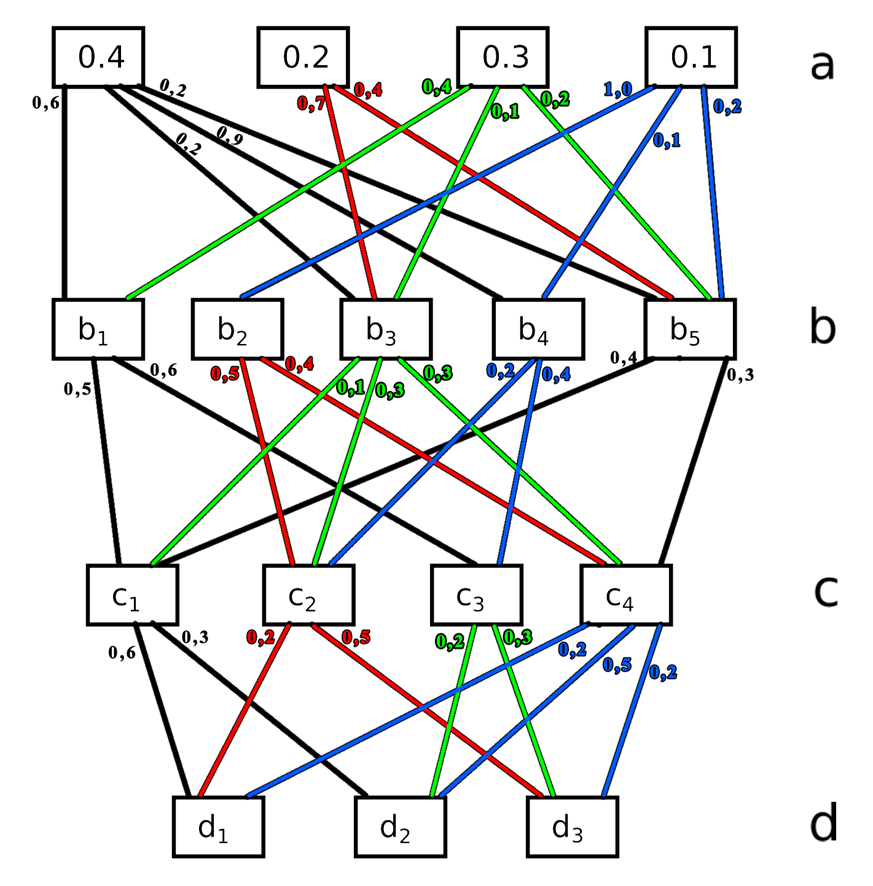 0.4 0.2 0.3 0.1 a
0,6 0,2 0,7 0,4 0,4 0,1 0,2 1,0 0,2
0,2 0,9 0,1
b₁ b₂ b₃ b₄ b₅ b
0,5 0,6 0,5 0,4 0,1 0,3 0,3 0,2 0,4 0,4 0,3
c₁ c₂ c₃ c₄ c
0,6 0,3 0,2 0,5 0,2 0,3 0,2 0,5 0,2
d₁ d₂ d₃ d